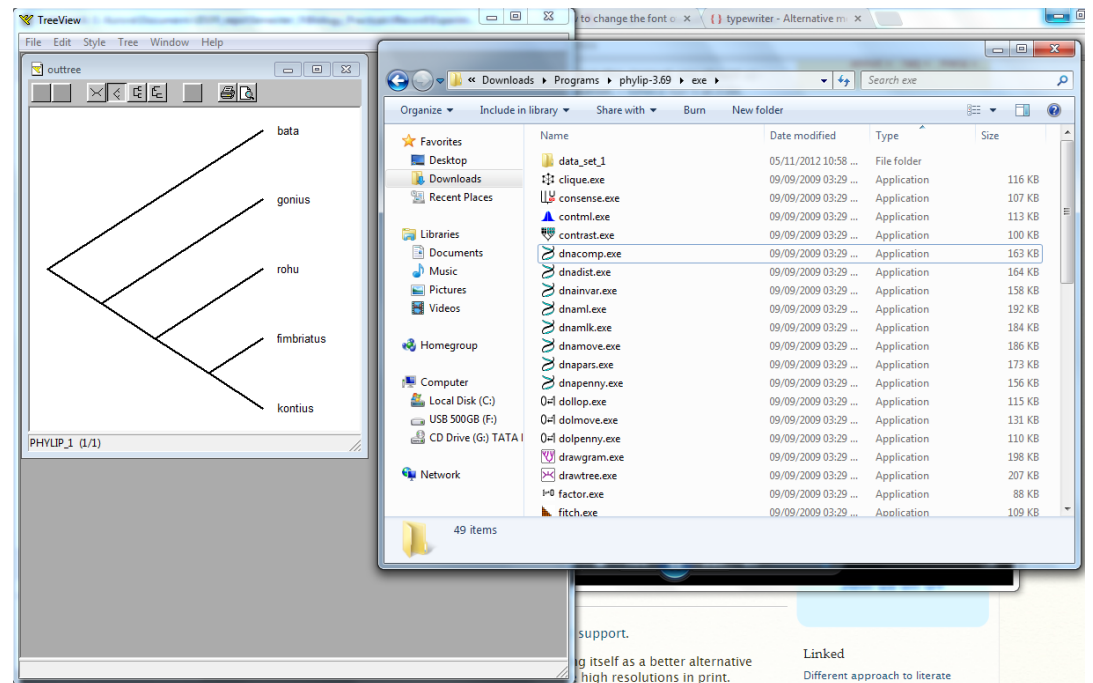 TreeView
to change the font o
{ } typewriter - Alternative m
File Edit Style Tree Window Help
outtree
bata
gonius
rohu
fimbriatus
kontius
PHYLIP_1 (1/1)
« Downloads Programs phylip-3.69 exe
Search exe
Organize Include in library Share with Burn New folder
Favorites
Desktop
Downloads
Recent Places
Libraries
Documents
Music
Pictures
Videos
Homegroup
Computer
Local Disk (C:)
USB 500GB (F:)
CD Drive (G:) TATA
Network
Name Date modified Type Size
data_set_1 05/11/2012 10:58 ... File folder
clique.exe 09/09/2009 03:29 ... Application 116 KB
consense.exe 09/09/2009 03:29 ... Application 107 KB
contml.exe 09/09/2009 03:29 ... Application 113 KB
contrast.exe 09/09/2009 03:29 ... Application 100 KB
dnacomp.exe 09/09/2009 03:29 ... Application 163 KB
dnadist.exe 09/09/2009 03:29 ... Application 164 KB
dnainvar.exe 09/09/2009 03:29 ... Application 158 KB
dnaml.exe 09/09/2009 03:29 ... Application 192 KB
dnamlk.exe 09/09/2009 03:29 ... Application 184 KB
dnamove.exe 09/09/2009 03:29 ... Application 186 KB
dnapars.exe 09/09/2009 03:29 ... Application 173 KB
dnapenny.exe 09/09/2009 03:29 ... Application 156 KB
dollop.exe 09/09/2009 03:29 ... Application 115 KB
dolmove.exe 09/09/2009 03:29 ... Application 131 KB
dolpenny.exe 09/09/2009 03:29 ... Application 110 KB
drawgram.exe 09/09/2009 03:29 ... Application 198 KB
drawtree.exe 09/09/2009 03:29 ... Application 207 KB
factor.exe 09/09/2009 03:29 ... Application 88 KB
fitch.exe 09/09/2009 03:29 ... Application 109 KB
49 items
support.
itself as a better alternative
high resolutions in print.
Linked
Different approach to literate